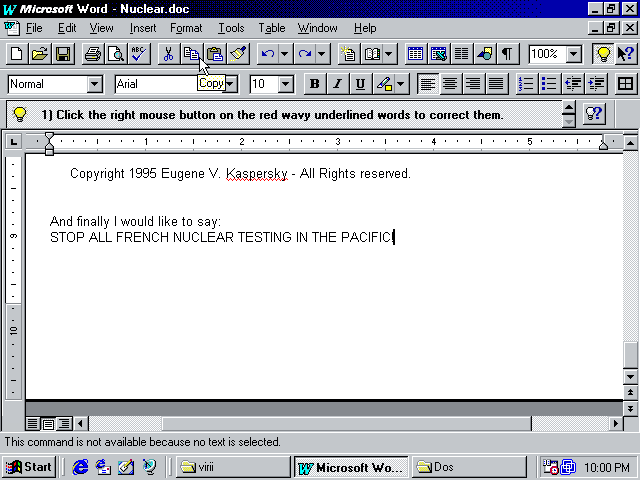 Microsoft Word - Nuclear.doc
File Edit View Insert Format Tools Table Window Help
ABC 100%
Normal Arial 10 B I U
Copy
1) Click the right mouse button on the red wavy underlined words to correct them.
1 2 3 4 5
Copyright 1995 Eugene V. Kaspersky - All Rights reserved.
And finally I would like to say:
STOP ALL FRENCH NUCLEAR TESTING IN THE PACIFIC!
9
10
This command is not available because no text is selected.
Start virii Microsoft Wo... Dos 10:00 PM